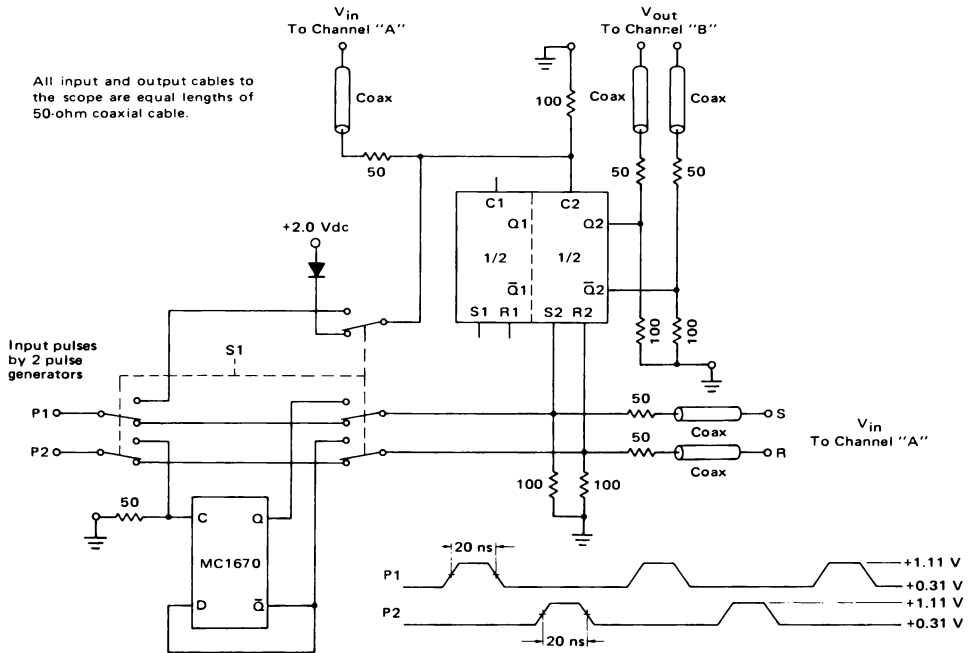 V in
To Channel "A"
V out
To Channel "B"
All input and output cables to
the scope are equal lengths of
50-ohm coaxial cable.
Coax
100
Coax
Coax
50
50
50
C1
C2
Q1
Q2
+2.0 Vdc
1/2
1/2
Q̅1
Q̅2
S1
R1
S2
R2
100
100
Input pulses
by 2 pulse
generators
S1
P1
50
S
Coax
V in
To Channel "A"
P2
50
R
Coax
50
100
100
C
Q
MC1670
D
Q̅
20 ns
P1
+1.11 V
+0.31 V
P2
+1.11 V
+0.31 V
20 ns